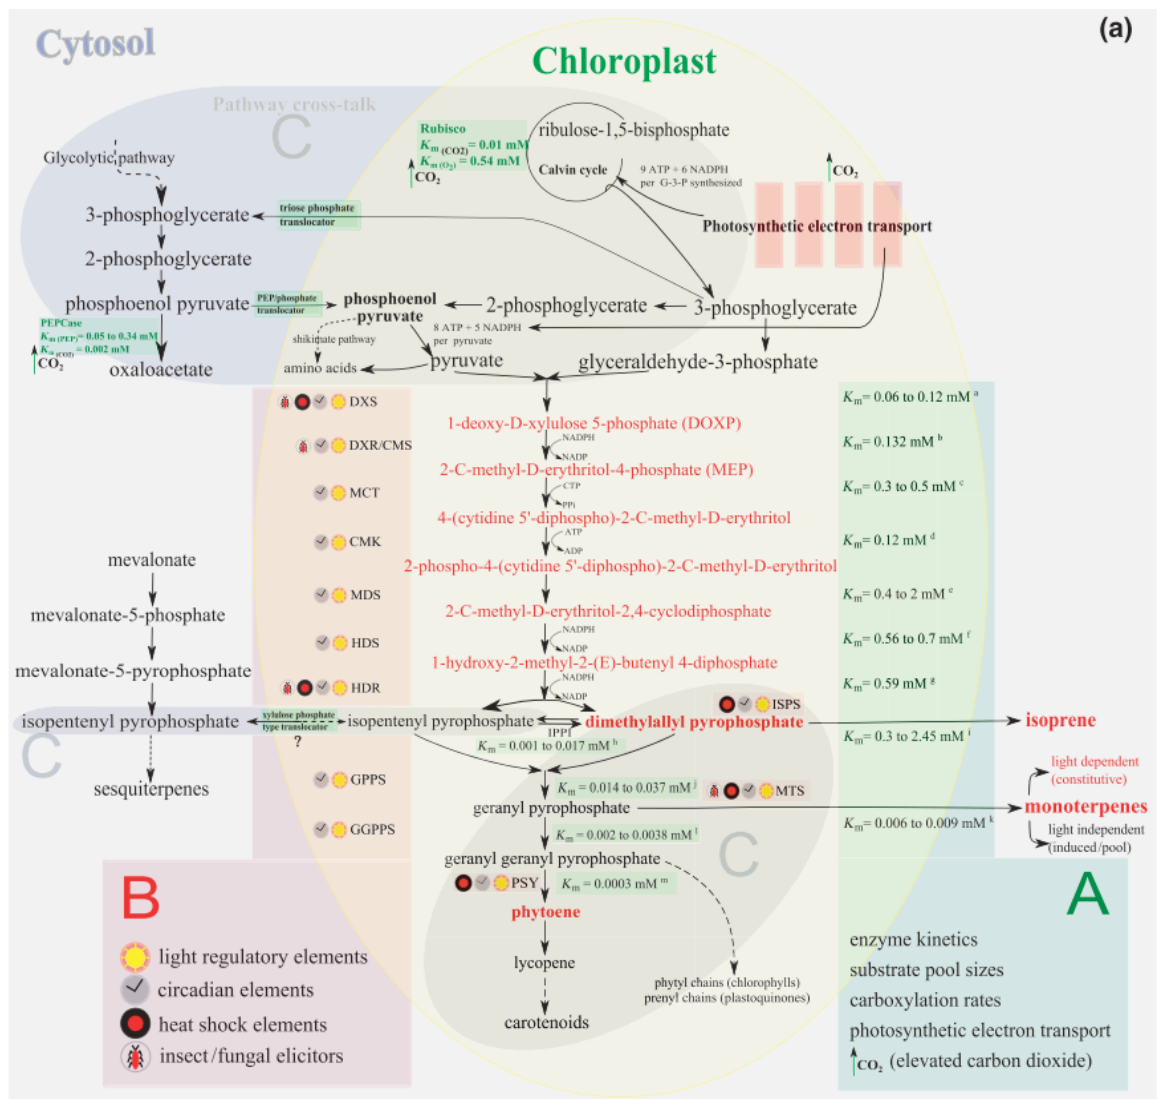 (a)
Cytosol
Chloroplast
Pathway cross-talk
C
Rubisco
Km (CO2)= 0.01 mM
Km (O2)= 0.54 mM
CO2
ribulose-1,5-bisphosphate
Calvin cycle
9 ATP + 6 NADPH
per G-3-P synthesized
CO2
Photosynthetic electron transport
Glycolytic pathway
3-phosphoglycerate
triose phosphate
translocator
2-phosphoglycerate
phosphoenol pyruvate
PEP/phosphate
translocator
phosphoenol
pyruvate
2-phosphoglycerate
3-phosphoglycerate
PEPCase
Km (PEP)= 0.05 to 0.34 mM
Km (CO2) = 0.002 mM
CO2
oxaloacetate
shikimate pathway
8 ATP + 5 NADPH
per pyruvate
amino acids
pyruvate
glyceraldehyde-3-phosphate
DXS
1-deoxy-D-xylulose 5-phosphate (DOXP)
Km= 0.06 to 0.12 mM a
NADPH
NADP
DXR/CMS
2-C-methyl-D-erythritol-4-phosphate (MEP)
Km= 0.132 mM b
CTP
PPi
MCT
4-(cytidine 5'-diphospho)-2-C-methyl-D-erythritol
Km= 0.3 to 0.5 mM c
ATP
ADP
CMK
2-phospho-4-(cytidine 5'-diphospho)-2-C-methyl-D-erythritol
Km= 0.12 mM d
MDS
2-C-methyl-D-erythritol-2,4-cyclodiphosphate
Km= 0.4 to 2 mM e
NADPH
NADP
HDS
1-hydroxy-2-methyl-2-(E)-butenyl 4-diphosphate
Km= 0.56 to 0.7 mM f
NADPH
NADP
HDR
Km= 0.59 mM g
mevalonate
mevalonate-5-phosphate
mevalonate-5-pyrophosphate
isopentenyl pyrophosphate
xylulose phosphate
type translocator
?
isopentenyl pyrophosphate
IPPI
dimethylallyl pyrophosphate
ISPS
isoprene
Km= 0.001 to 0.017 mM h
Km= 0.3 to 2.45 mM i
C
sesquiterpenes
GPPS
Km= 0.014 to 0.037 mM j
MTS
geranyl pyrophosphate
light dependent
(constitutive)
monoterpenes
light independent
(induced/pool)
Km= 0.006 to 0.009 mM k
GGPPS
Km= 0.002 to 0.0038 mM l
C
geranyl geranyl pyrophosphate
PSY
Km= 0.0003 mM m
phytoene
lycopene
carotenoids
phytyl chains (chlorophylls)
prenyl chains (plastoquinones)
B
light regulatory elements
circadian elements
heat shock elements
insect/fungal elicitors
A
enzyme kinetics
substrate pool sizes
carboxylation rates
photosynthetic electron transport
CO2 (elevated carbon dioxide)